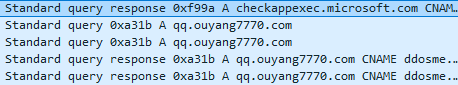 Standard query response 0xf99a A checkappexec.microsoft.com CNAM…
Standard query 0xa31b A qq.ouyang7770.com
Standard query 0xa31b A qq.ouyang7770.com
Standard query response 0xa31b A qq.ouyang7770.com CNAME ddosme…
Standard query response 0xa31b A qq.ouyang7770.com CNAME ddosme…